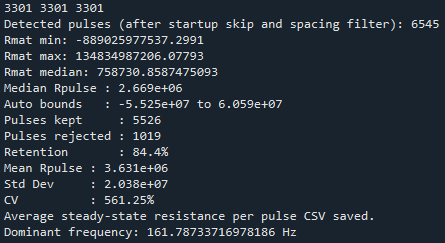 3301 3301 3301
Detected pulses (after startup skip and spacing filter): 6545
Rmat min: -889025977537.2991
Rmat max: 134834987206.07793
Rmat median: 758730.8587475093
Median Rpulse : 2.669e+06
Auto bounds   : -5.525e+07 to 6.059e+07
Pulses kept     : 5526
Pulses rejected : 1019
Retention       : 84.4%
Mean Rpulse : 3.631e+06
Std Dev     : 2.038e+07
CV          : 561.25%
Average steady-state resistance per pulse CSV saved.
Dominant frequency: 161.78733716978186 Hz